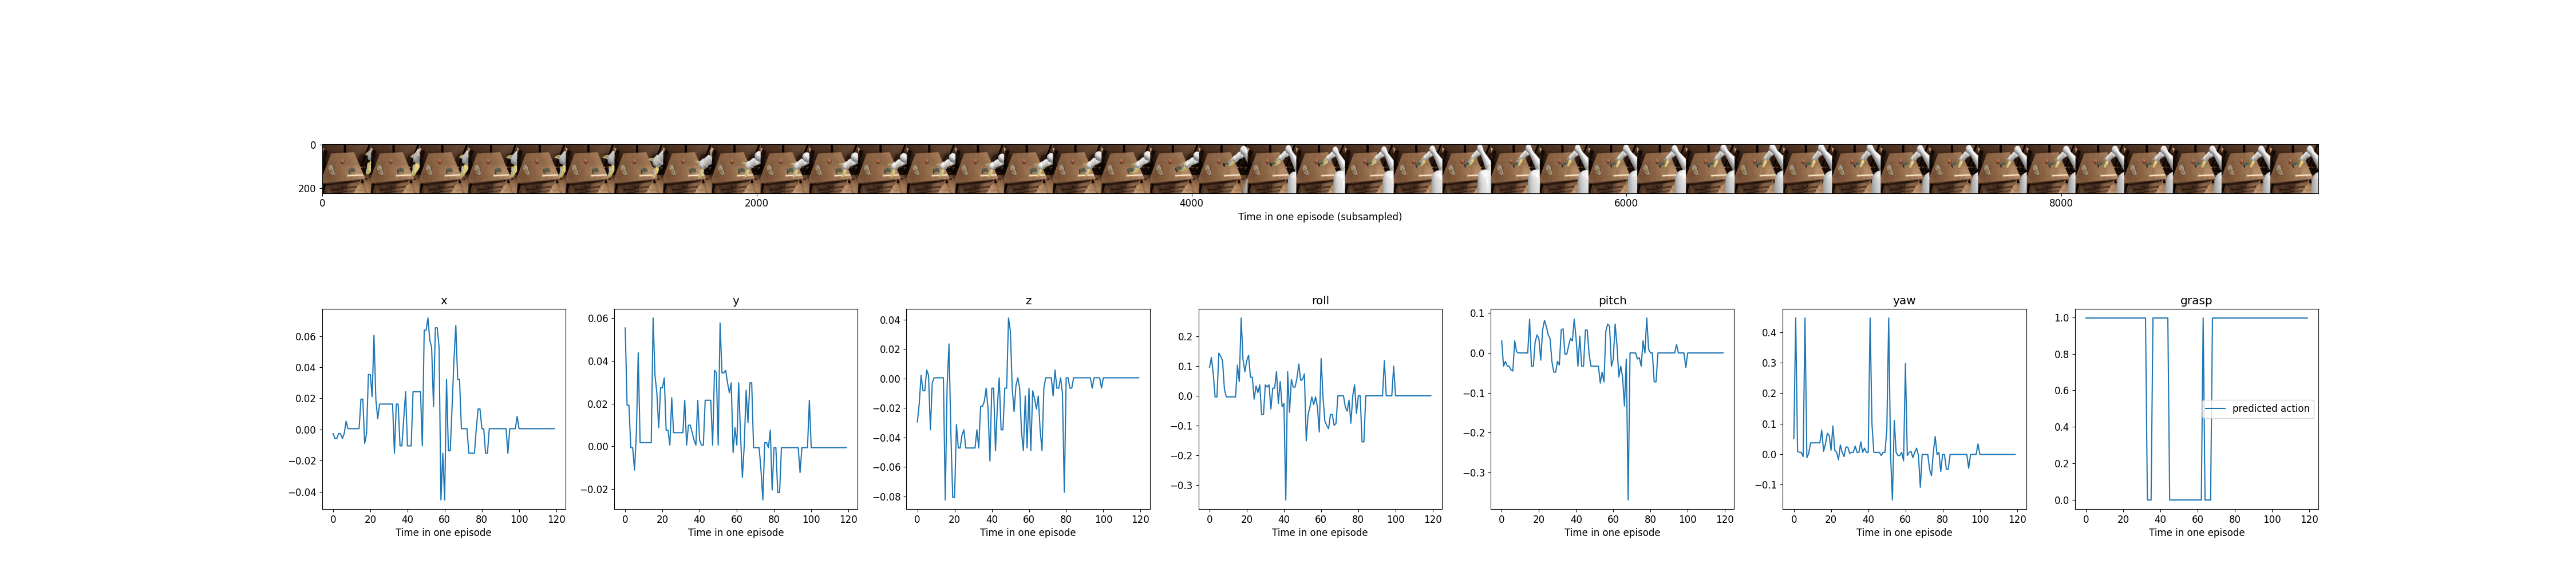 0
200
0 2000 4000 6000 8000
Time in one episode (subsampled)
x
0.06
0.04
0.02
0.00
−0.02
−0.04
0 20 40 60 80 100 120
Time in one episode
y
0.06
0.04
0.02
0.00
−0.02
0 20 40 60 80 100 120
Time in one episode
z
0.04
0.02
0.00
−0.02
−0.04
−0.06
−0.08
0 20 40 60 80 100 120
Time in one episode
roll
0.2
0.1
0.0
−0.1
−0.2
−0.3
0 20 40 60 80 100 120
Time in one episode
pitch
0.1
0.0
−0.1
−0.2
−0.3
0 20 40 60 80 100 120
Time in one episode
yaw
0.4
0.3
0.2
0.1
0.0
−0.1
0 20 40 60 80 100 120
Time in one episode
grasp
1.0
0.8
0.6
0.4
0.2
0.0
predicted action
0 20 40 60 80 100 120
Time in one episode